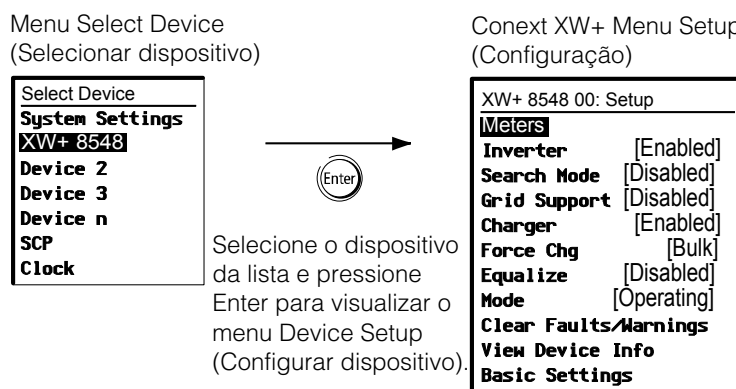 Menu Select Device
(Selecionar dispositivo)
Select Device
System Settings
XW+ 8548
Device 2
Device 3
Device n
SCP
Clock
Enter
Selecione o dispositivo
da lista e pressione
Enter para visualizar o
menu Device Setup
(Configurar dispositivo).
Conext XW+ Menu Setup
(Configuração)
XW+ 8548 00: Setup
Meters
Inverter [Enabled]
Search Mode [Disabled]
Grid Support [Disabled]
Charger [Enabled]
Force Chg [Bulk]
Equalize [Disabled]
Mode [Operating]
Clear Faults/Warnings
View Device Info
Basic Settings